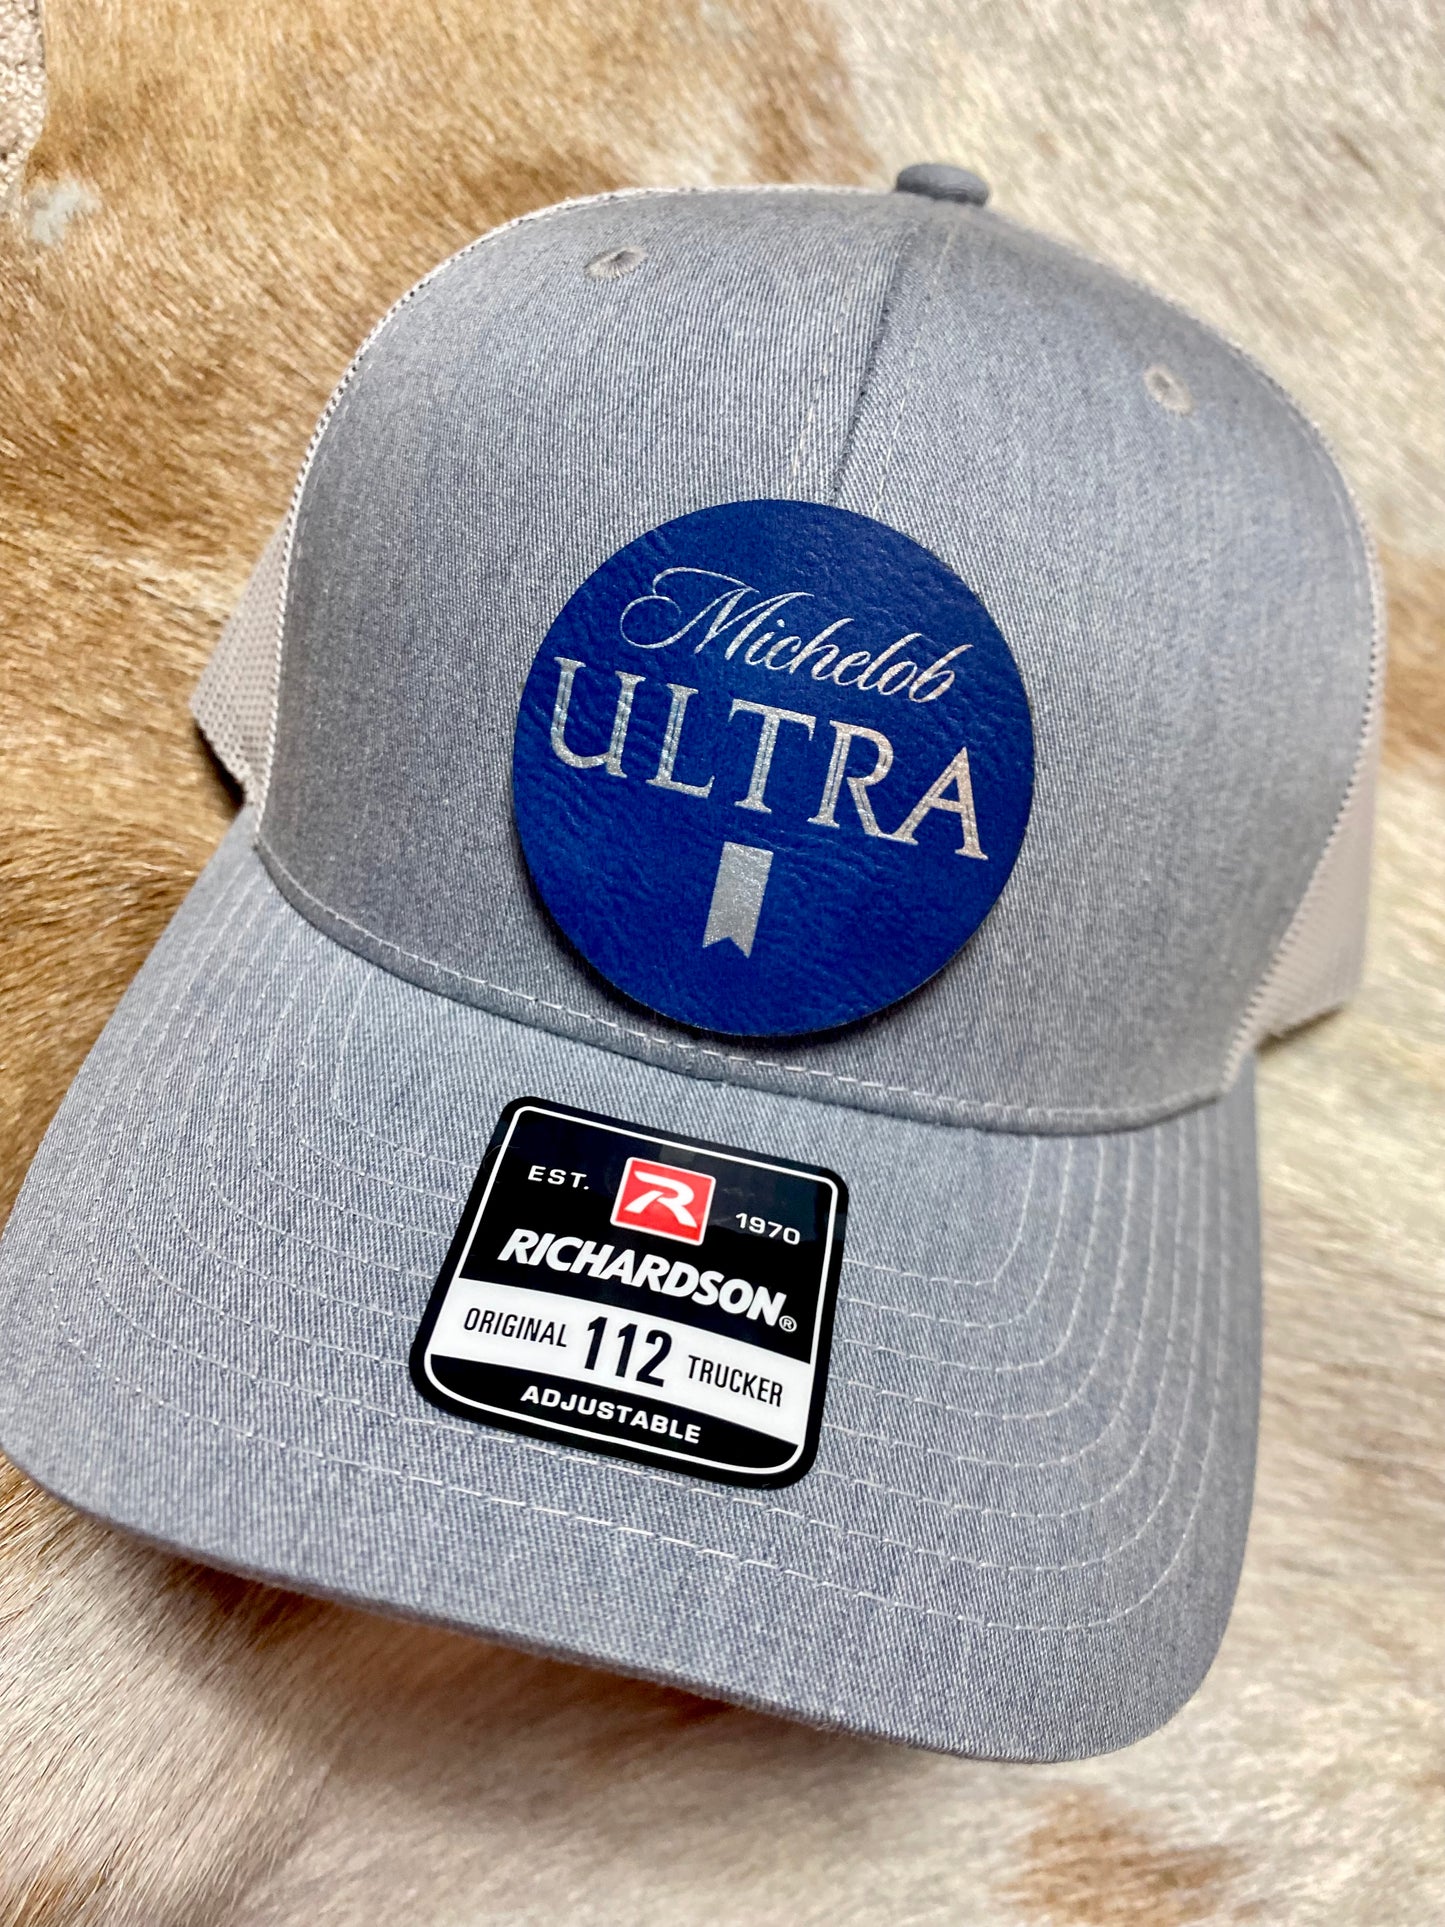 Michelob
ULTRA
EST. R 1970
RICHARDSON®
ORIGINAL 112 TRUCKER
ADJUSTABLE